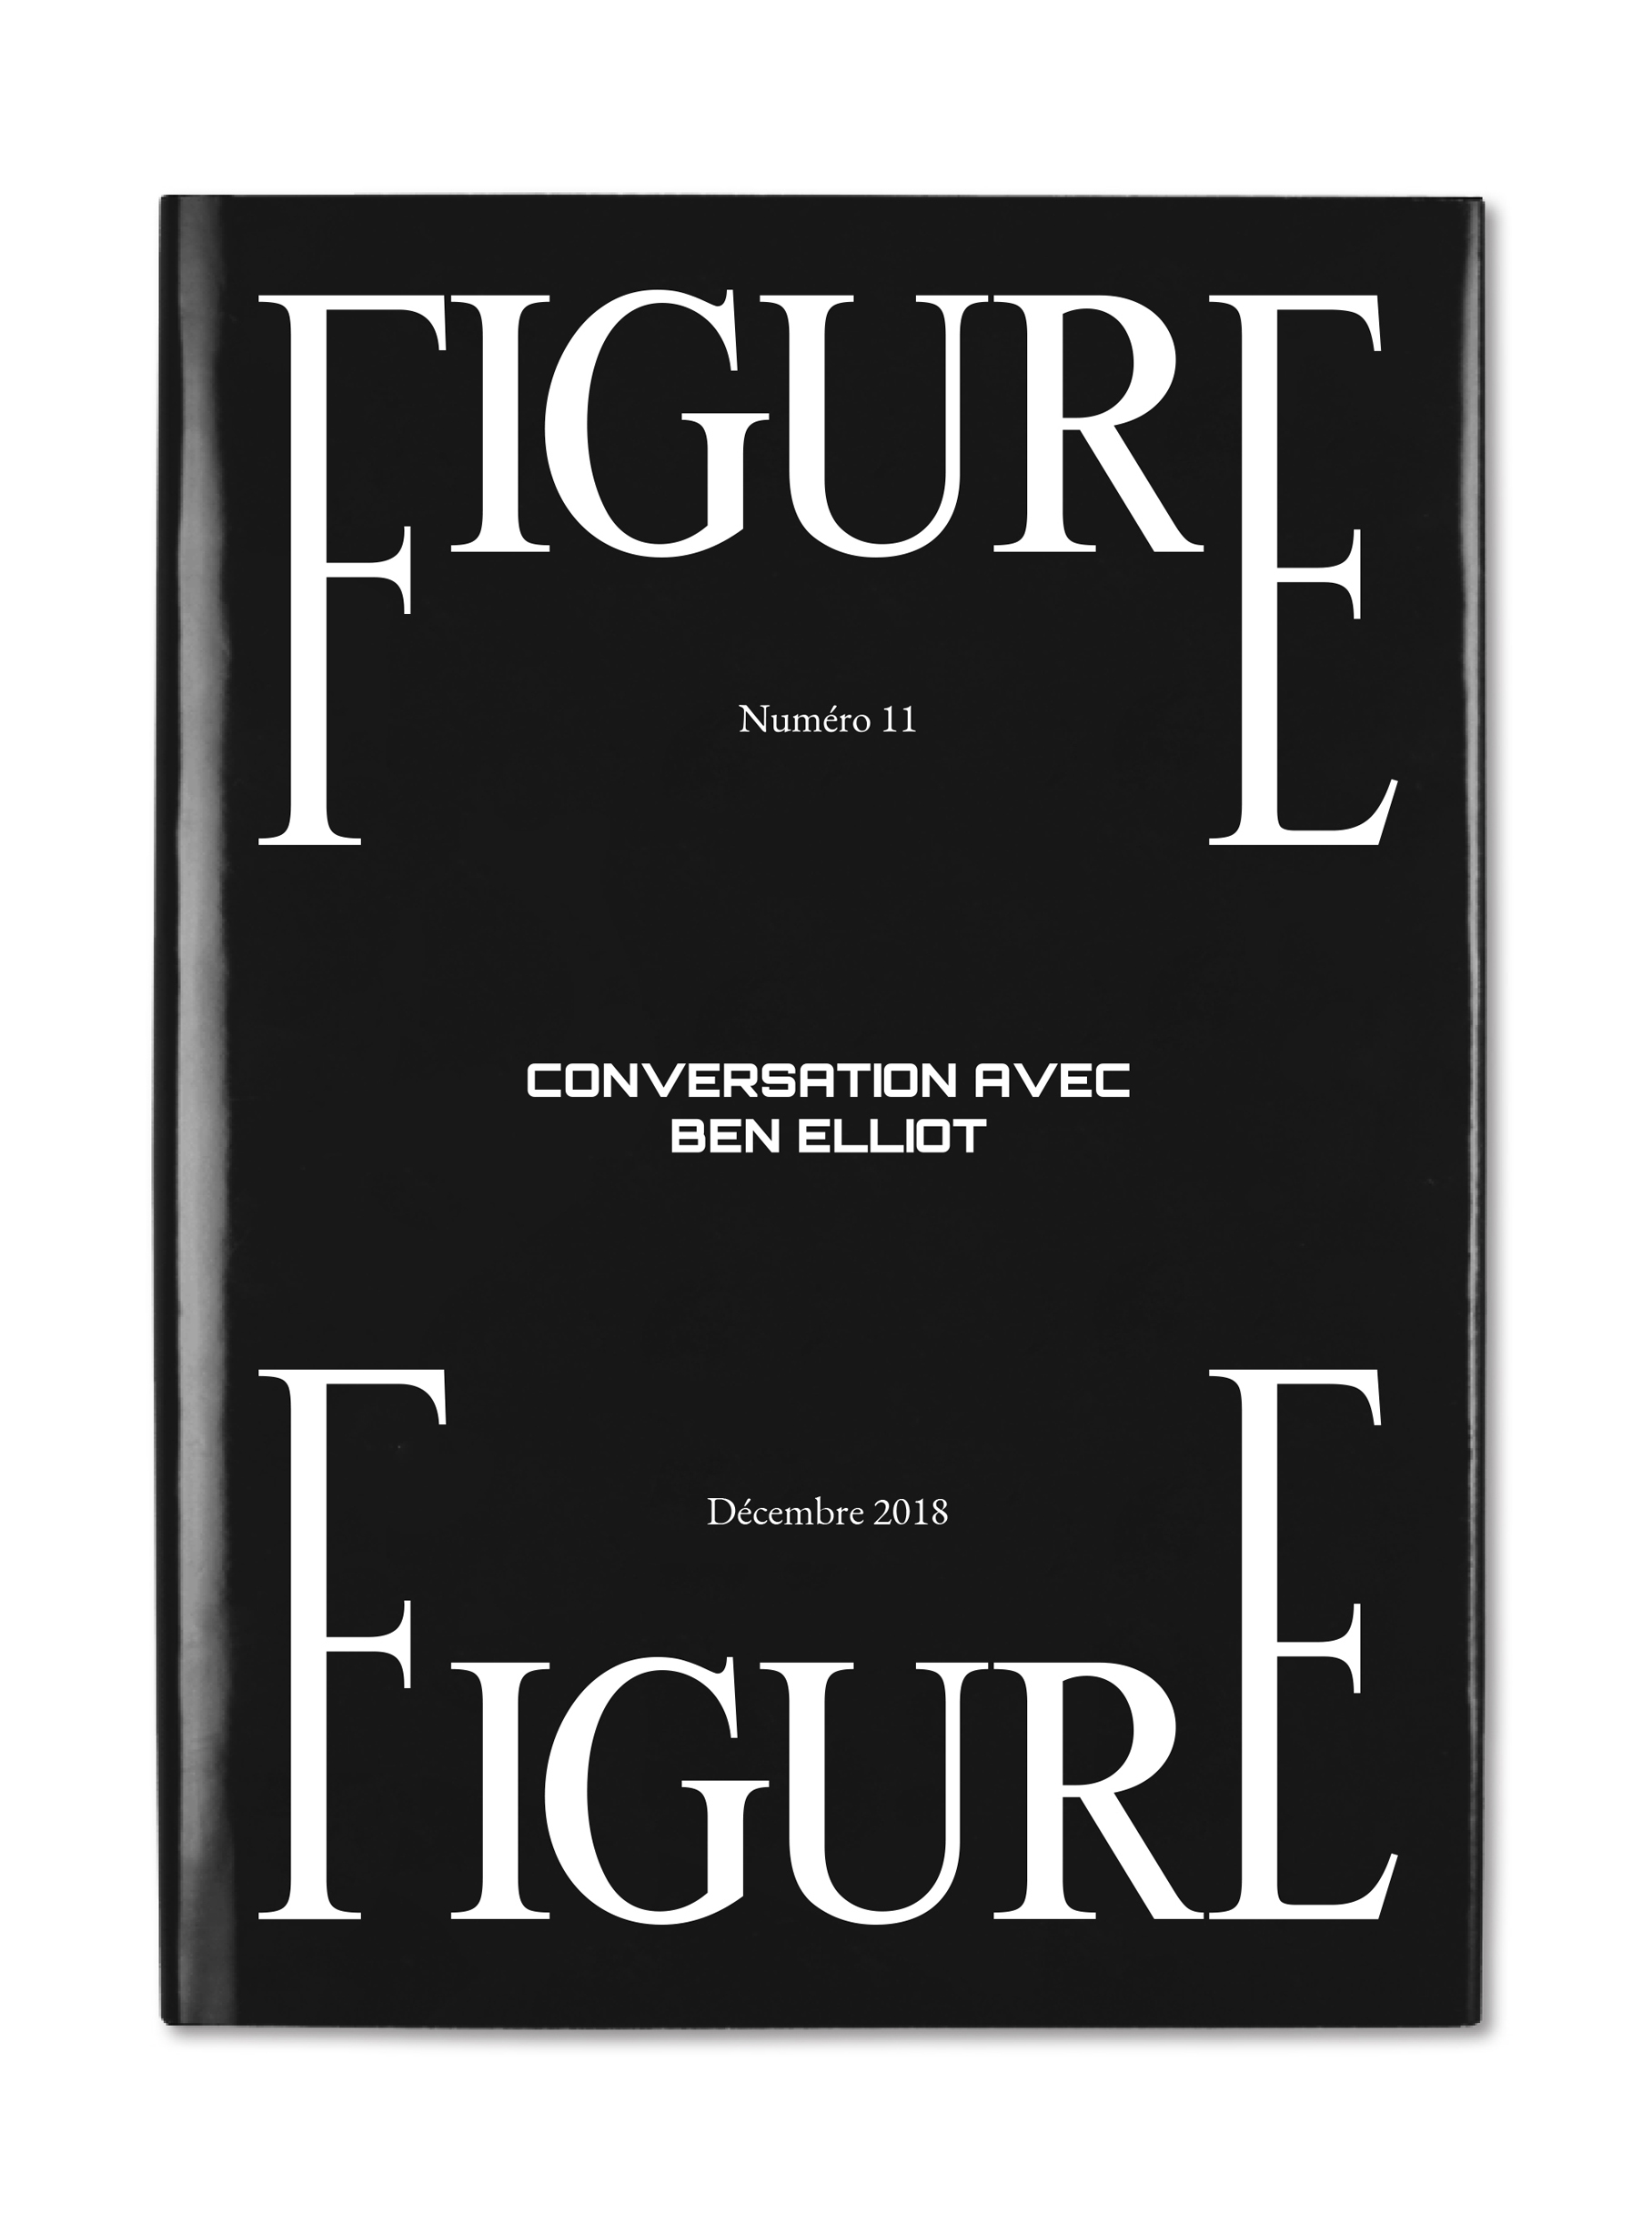 FIGURE
Numéro 11
CONVERSATION AVEC
BEN ELLIOT
Décembre 2018
FIGURE